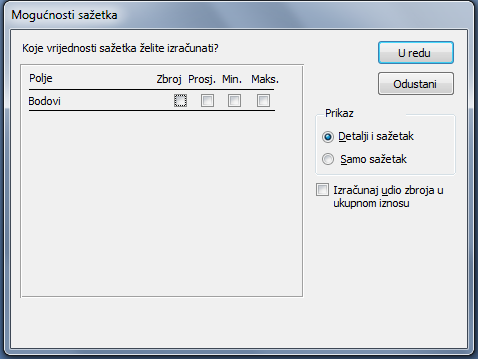 Mogućnosti sažetka
Koje vrijednosti sažetka želite izračunati?
U redu
Odustani
Polje Zbroj Prosj. Min. Maks.
Bodovi
Prikaz
Detalji i sažetak
Samo sažetak
Izračunaj udio zbroja u
ukupnom iznosu